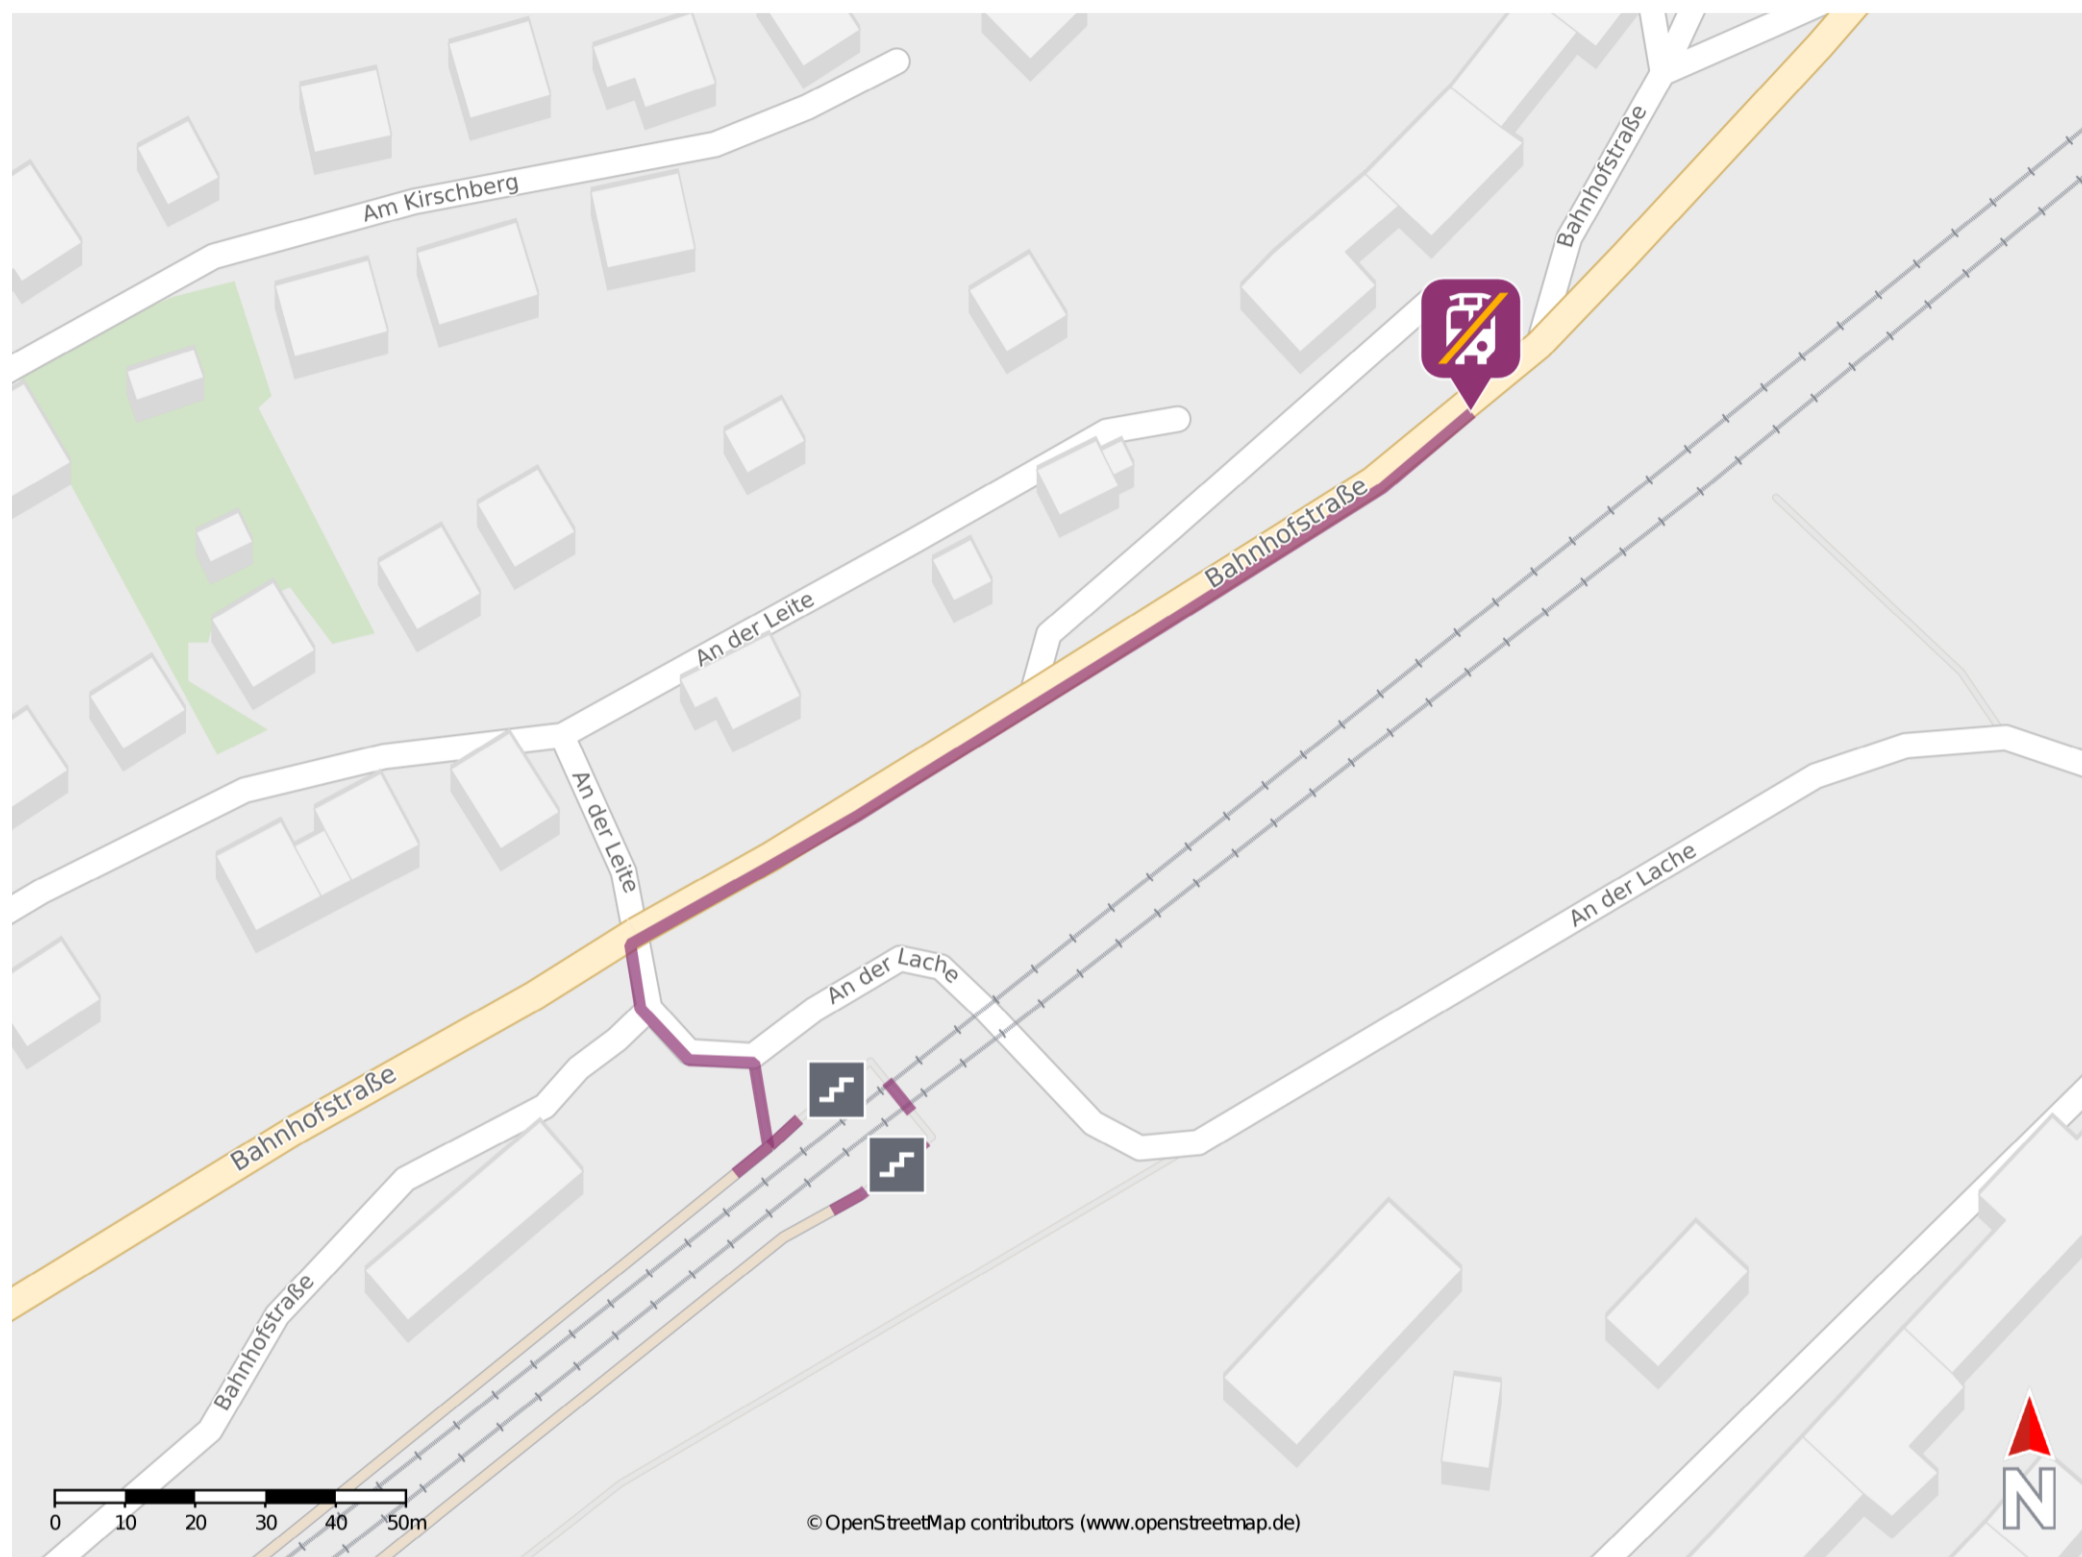 Am Kirschberg
Bahnhofstraße
Bahnhofstraße
An der Leite
An der Leite
An der Lache
An der Lache
Bahnhofstraße
Bahnhofstraße
0 10 20 30 40 50m
© OpenStreetMap contributors (www.openstreetmap.de)
N